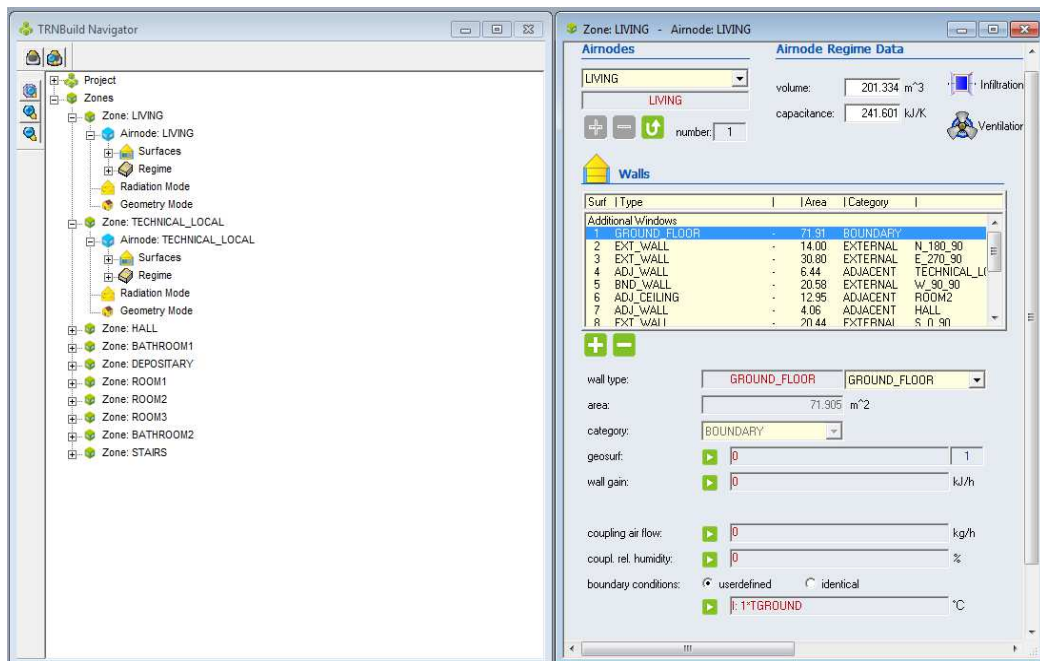 TRNBuild Navigator
Project
Zones
Zone: LIVING
Airnode: LIVING
Surfaces
Regime
Radiation Mode
Geometry Mode
Zone: TECHNICAL_LOCAL
Airnode: TECHNICAL_LOCAL
Surfaces
Regime
Radiation Mode
Geometry Mode
Zone: HALL
Zone: BATHROOM1
Zone: DEPOSITARY
Zone: ROOM1
Zone: ROOM2
Zone: ROOM3
Zone: BATHROOM2
Zone: STAIRS
Zone: LIVING - Airnode: LIVING
Airnodes
LIVING
LIVING
number: 1
Airnode Regime Data
volume: 201.334 m^3
capacitance: 241.601 kJ/K
Infiltration
Ventilation
Walls
Surf | Type | | Area | Category |
Additional Windows
1 GROUND_FLOOR - 71.91 BOUNDARY
2 EXT_WALL - 14.00 EXTERNAL N_180_90
3 EXT_WALL - 30.80 EXTERNAL E_270_90
4 ADJ_WALL - 6.44 ADJACENT TECHNICAL_L
5 BND_WALL - 20.58 EXTERNAL W_90_90
6 ADJ_CEILING - 12.95 ADJACENT ROOM2
7 ADJ_WALL - 4.06 ADJACENT HALL
8 EXT_WALL - 20.44 EXTERNAL S_0_90
wall type: GROUND_FLOOR GROUND_FLOOR
area: 71.905 m^2
category: BOUNDARY
geosurf: 0 1
wall gain: 0 kJ/h
coupling air flow: 0 kg/h
coupl. rel. humidity: 0 %
boundary conditions: userdefined identical
I: 1*TGROUND °C